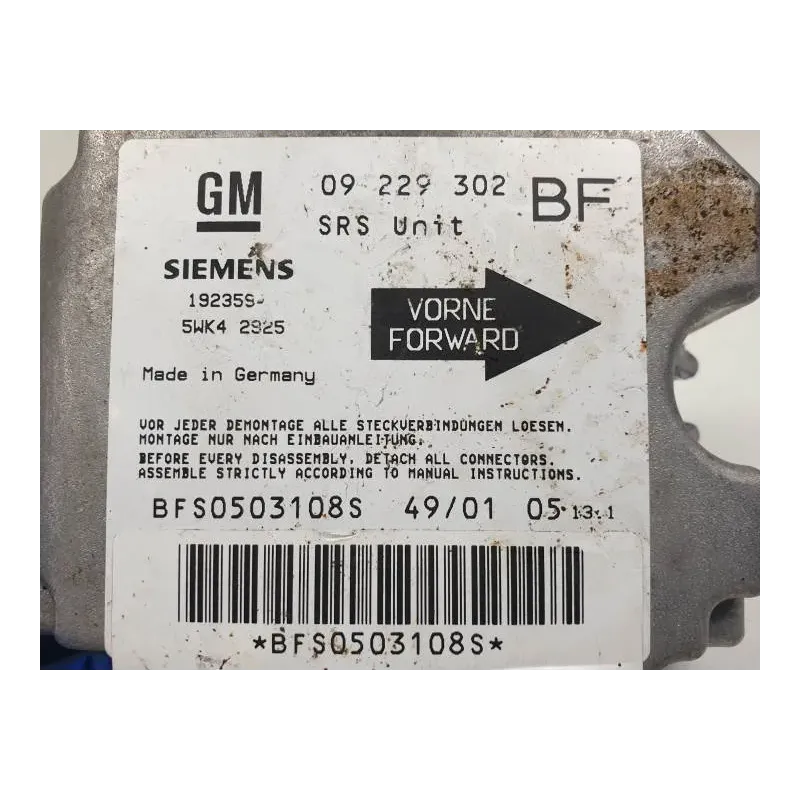 GM 09 229 302 BF
SRS Unit
SIEMENS
5WK4 2925
VORNE
FORWARD
Made in Germany
VOR JEDER DEMONTAGE ALLE STECKVERBINDUNGEN LOESEN.
MONTAGE NUR NACH EINBAUANLEITUNG.
BEFORE EVERY DISASSEMBLY, DETACH ALL CONNECTORS.
ASSEMBLE STRICTLY ACCORDING TO MANUAL INSTRUCTIONS.
BFS0503108S 49/01 05 13.1
*BFS0503108S*